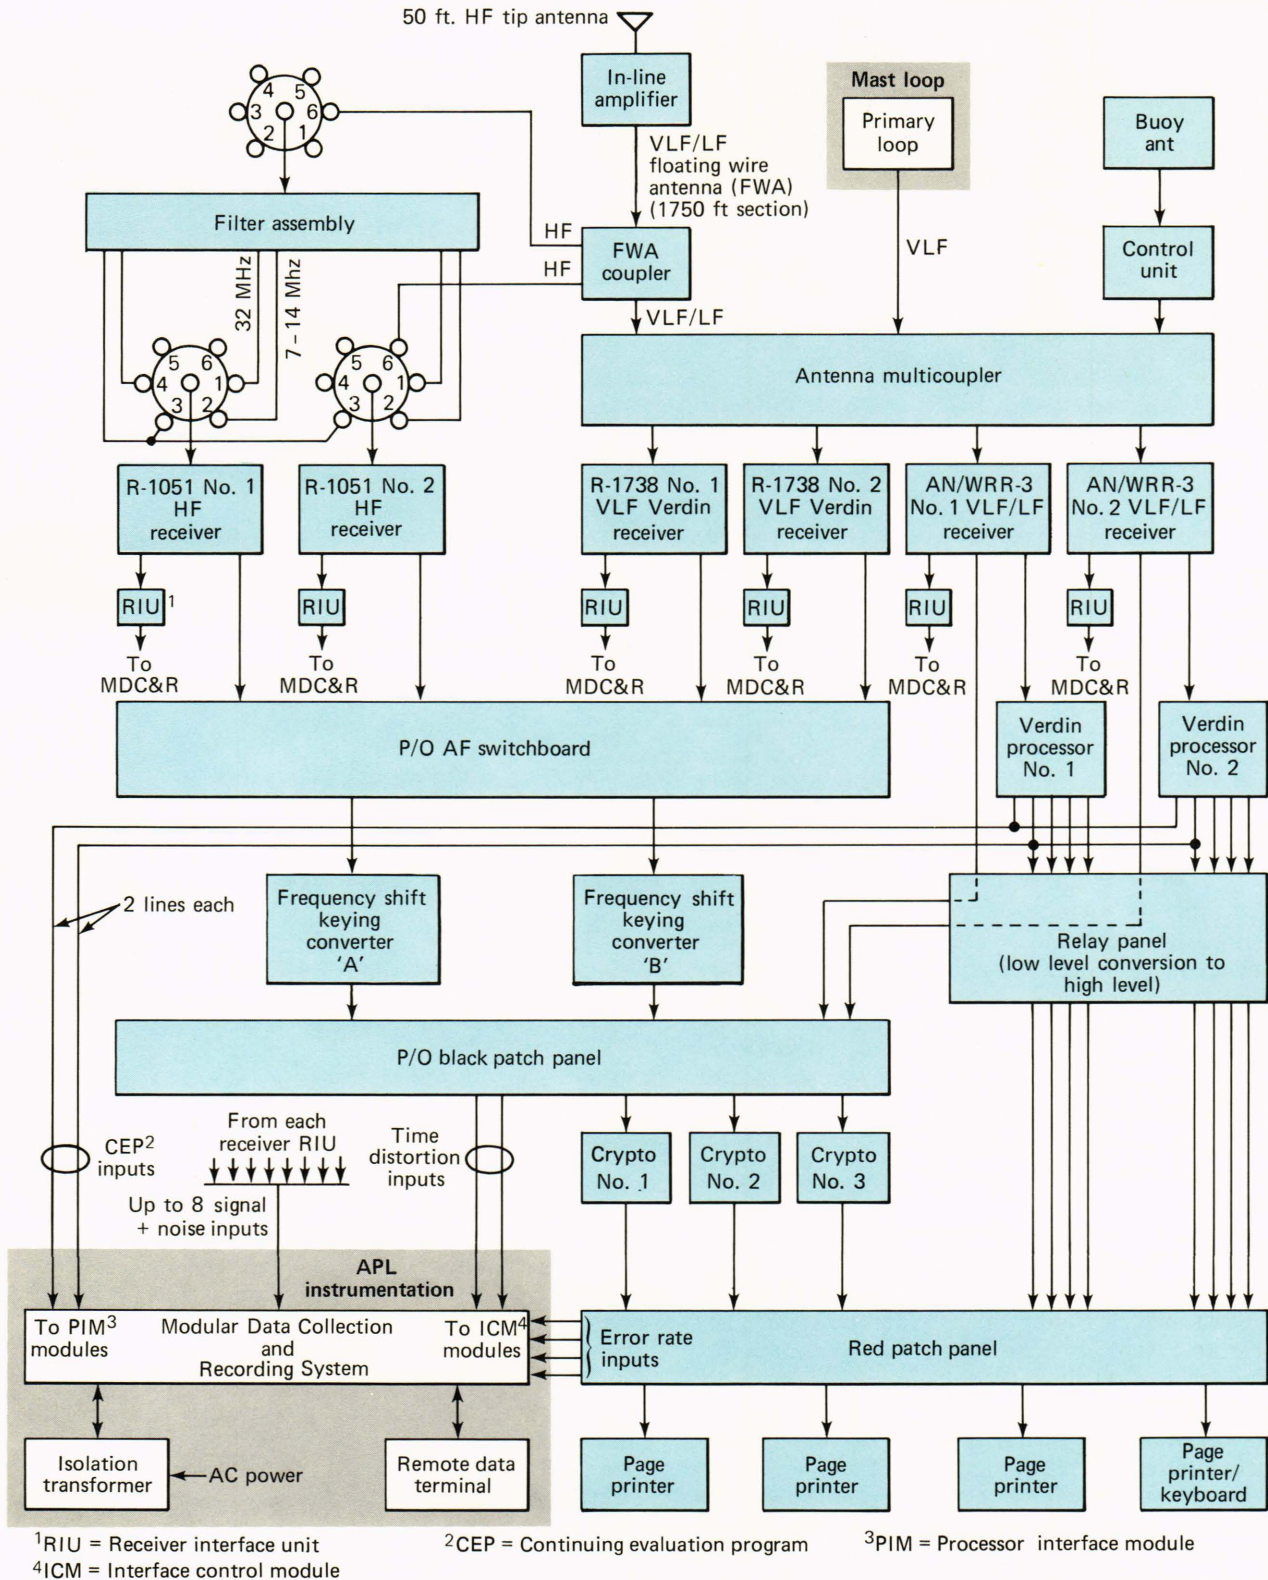 50 ft. HF tip antenna
In-line
amplifier
Mast loop
Primary
loop
Buoy
ant
4
5
3
6
2
1
VLF/LF
floating wire
antenna (FWA)
(1750 ft section)
Filter assembly
HF
HF
FWA
coupler
VLF
Control
unit
32 MHz
7-14 Mhz
VLF/LF
Antenna multicoupler
5
6
4
1
3
2
5
6
4
1
3
2
R-1051 No. 1
HF
receiver
R-1051 No. 2
HF
receiver
R-1738 No. 1
VLF Verdin
receiver
R-1738 No. 2
VLF Verdin
receiver
AN/WRR-3
No. 1 VLF/LF
receiver
AN/WRR-3
No. 2 VLF/LF
receiver
RIU 1
RIU
RIU
RIU
RIU
RIU
To
MDC&R
To
MDC&R
To
MDC&R
To
MDC&R
To
MDC&R
To
MDC&R
P/O AF switchboard
Verdin
processor
No. 1
Verdin
processor
No. 2
2 lines each
Frequency shift
keying
converter
'A'
Frequency shift
keying
converter
'B'
Relay panel
(low level conversion to
high level)
P/O black patch panel
CEP2
inputs
From each
receiver RIU
Up to 8 signal
+ noise inputs
Time
distortion
inputs
Crypto
No. 1
Crypto
No. 2
Crypto
No. 3
APL
instrumentation
To PIM3
modules
Modular Data Collection
and
Recording System
To ICM4
modules
Error rate
inputs
Red patch panel
Isolation
transformer
AC power
Remote data
terminal
Page
printer
Page
printer
Page
printer
Page
printer/
keyboard
1RIU = Receiver interface unit
2CEP = Continuing evaluation program
3PIM = Processor interface module
4ICM = Interface control module